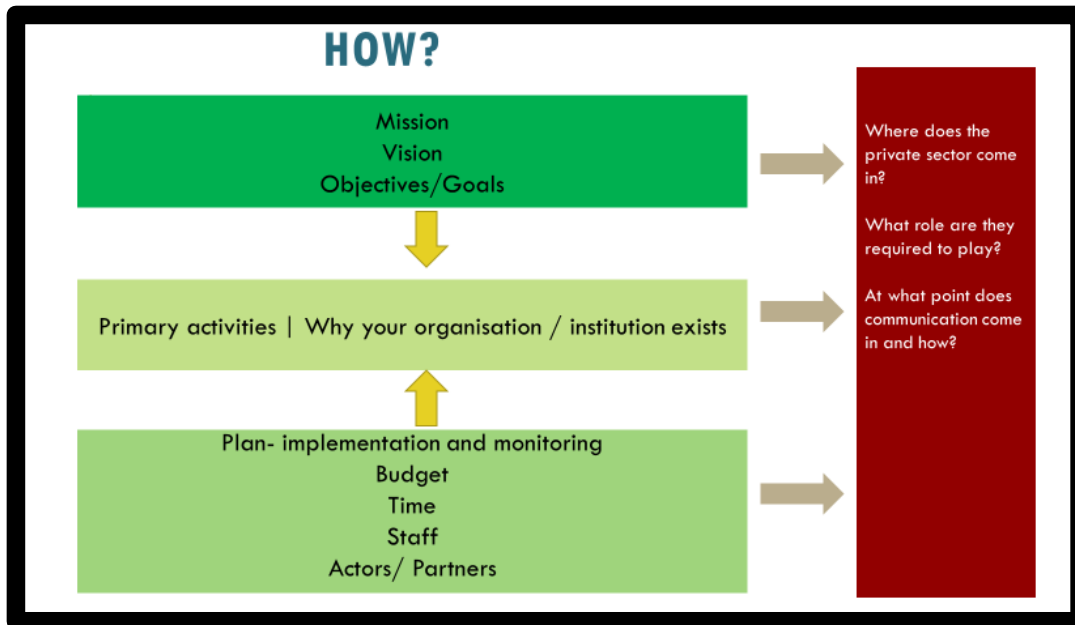 HOW?
Mission
Vision
Objectives/Goals
Primary activities | Why your organisation / institution exists
Plan- implementation and monitoring
Budget
Time
Staff
Actors/ Partners
Where does the
private sector come
in?
What role are they
required to play?
At what point does
communication come
in and how?